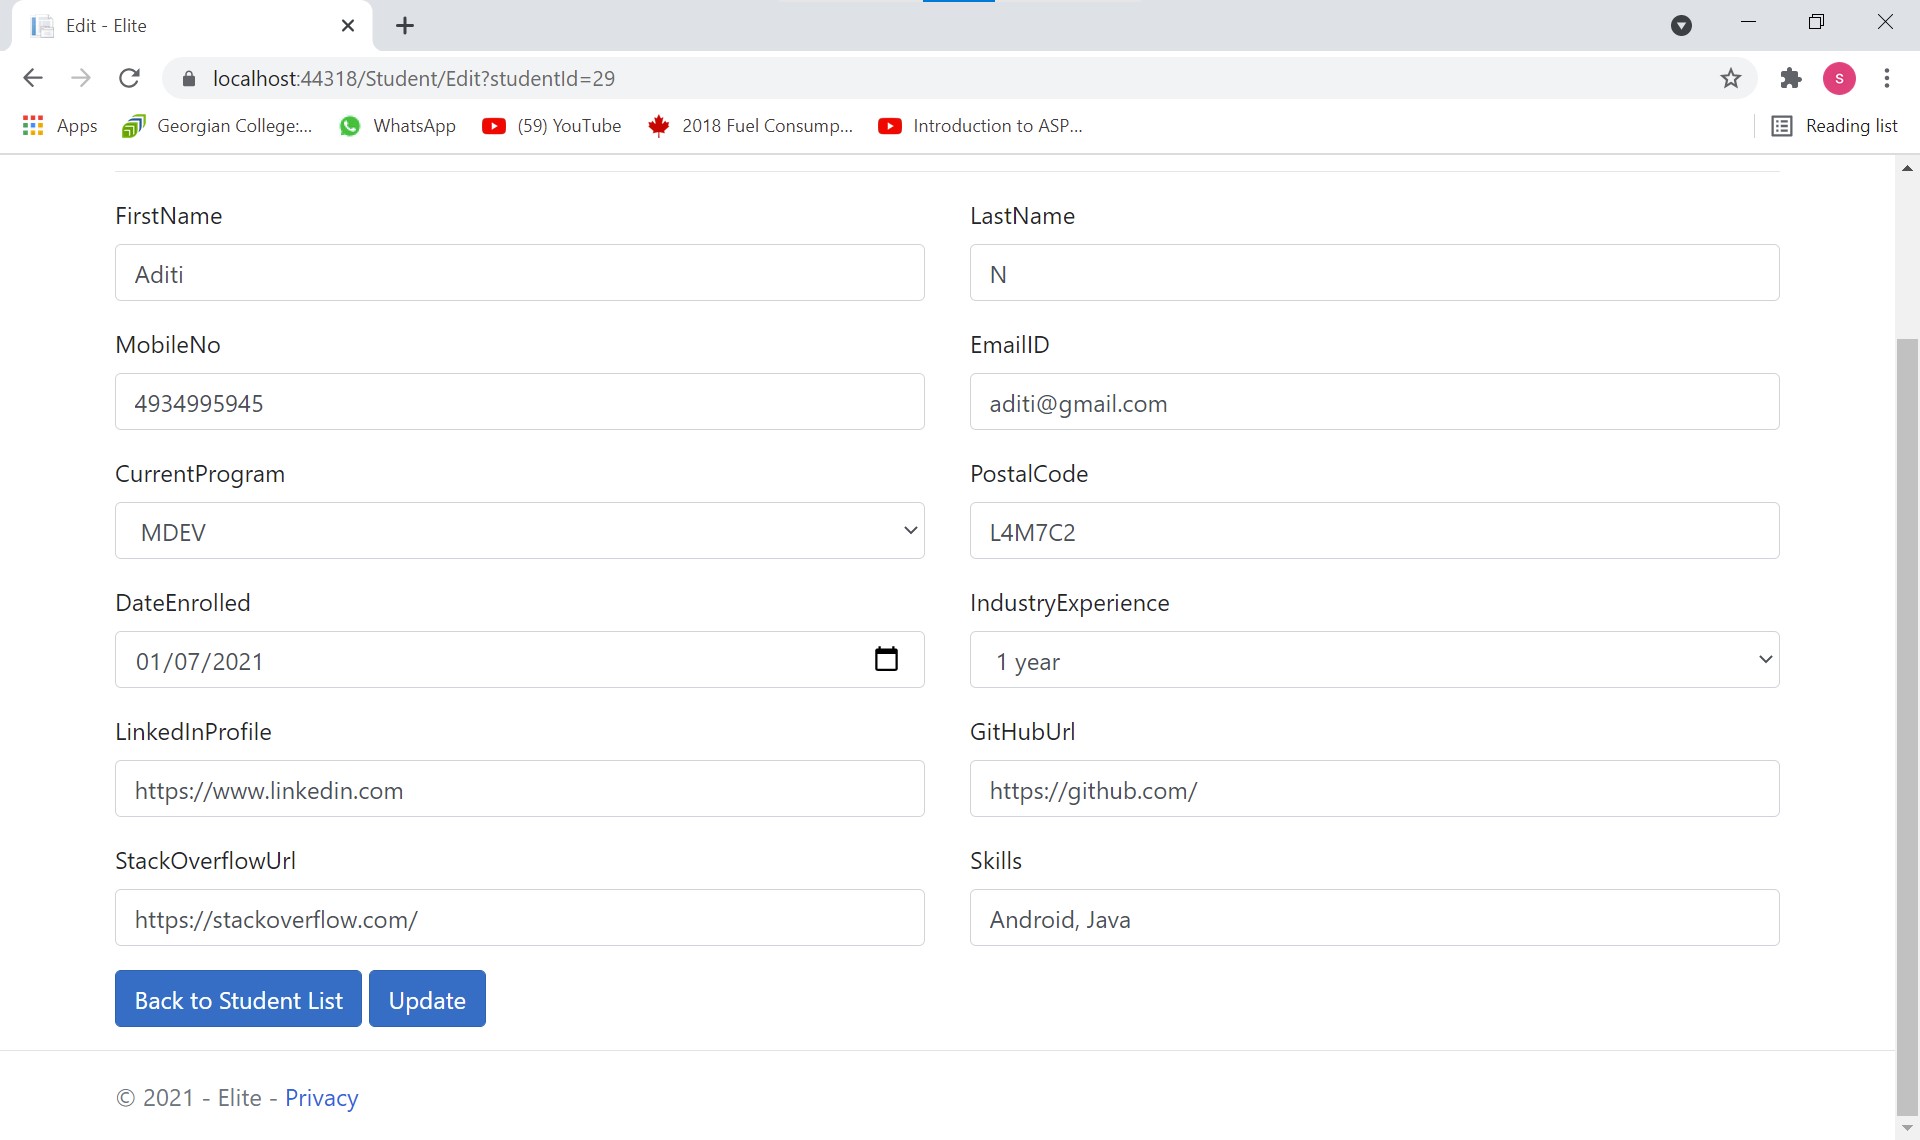 Edit - Elite
localhost:44318/Student/Edit?studentId=29
S
Apps Georgian College:... WhatsApp (59) YouTube 2018 Fuel Consump... Introduction to ASP... Reading list
FirstName LastName
Aditi N
MobileNo EmailID
4934995945 aditi@gmail.com
CurrentProgram PostalCode
MDEV L4M7C2
DateEnrolled IndustryExperience
01/07/2021 1 year
LinkedInProfile GitHubUrl
https://www.linkedin.com https://github.com/
StackOverflowUrl Skills
https://stackoverflow.com/ Android, Java
Back to Student List Update
© 2021 - Elite - Privacy